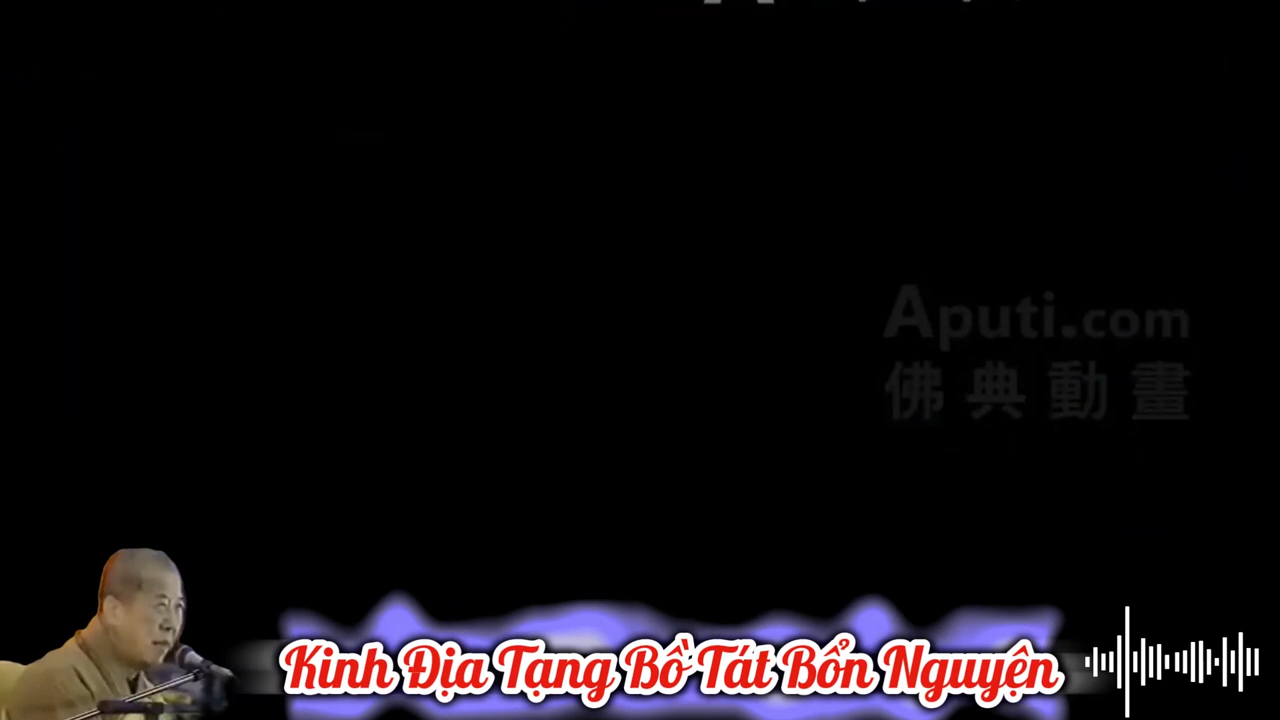 Aputi.com
佛典動畫
Kinh Địa Tạng Bồ Tát Bổn Nguyện